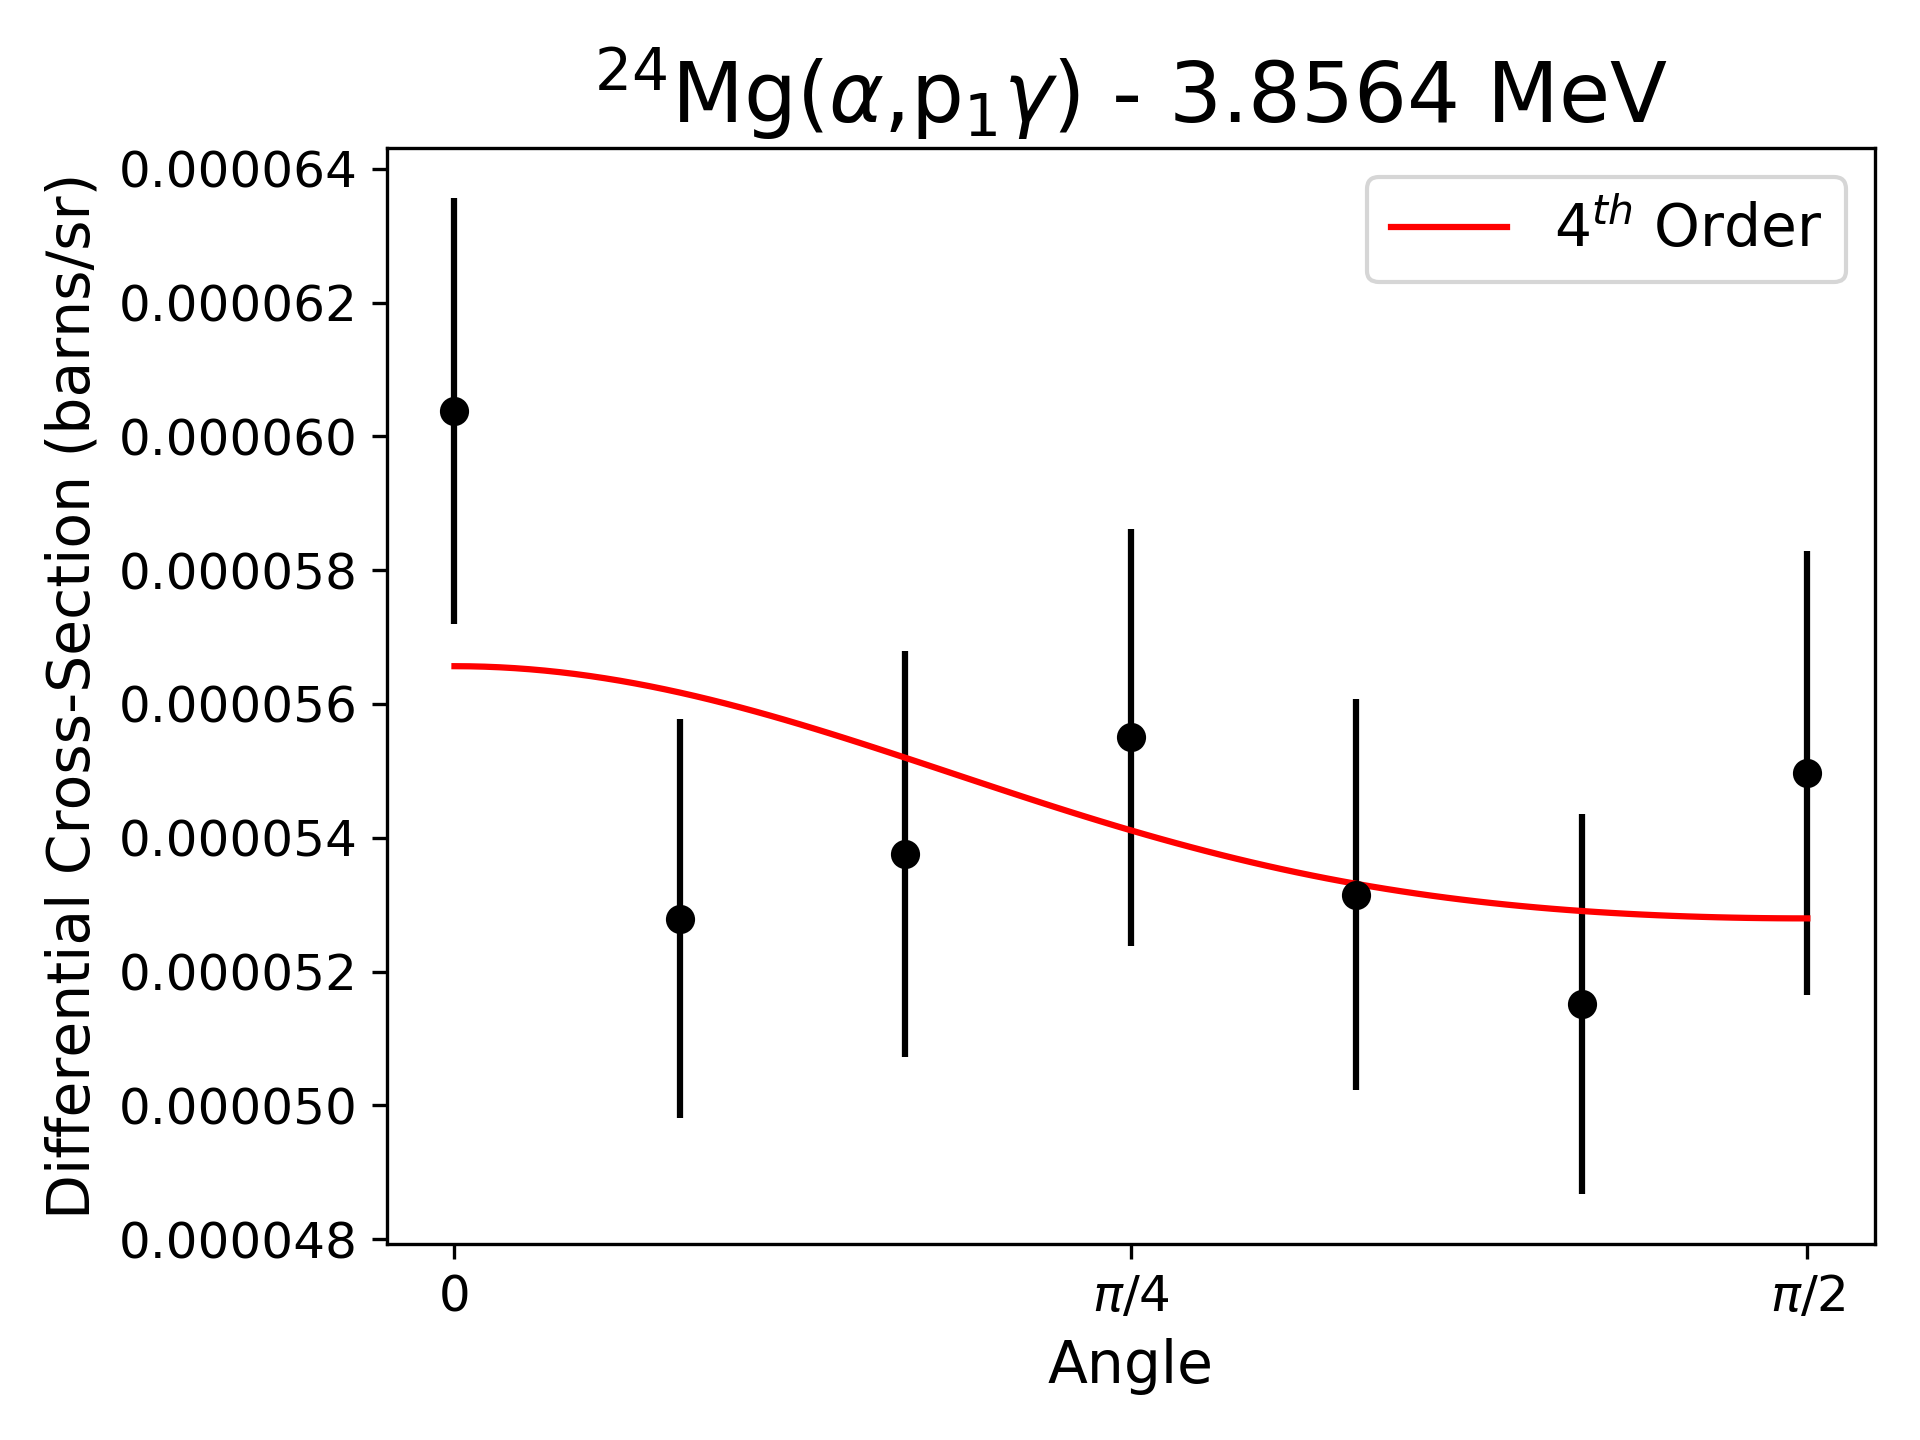 ²⁴Mg(α,p₁γ) - 3.8564 MeV
Differential Cross-Section (barns/sr)
0.000064
0.000062
0.000060
0.000058
0.000056
0.000054
0.000052
0.000050
0.000048
4ᵗʰ Order
0 π/4 π/2
Angle